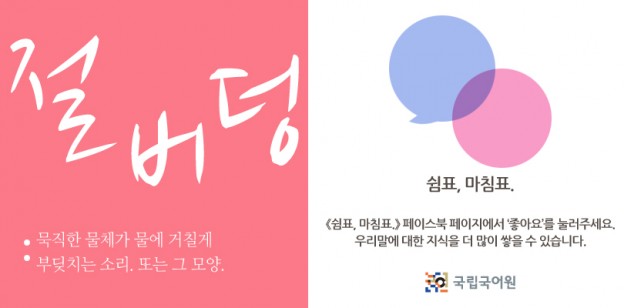 절버덩
묵직한 물체가 물에 거칠게
부딪치는 소리. 또는 그 모양.
쉼표, 마침표.
《쉼표, 마침표.》 페이스북 페이지에서 '좋아요'를 눌러주세요.
우리말에 대한 지식을 더 많이 쌓을 수 있습니다.
국립국어원